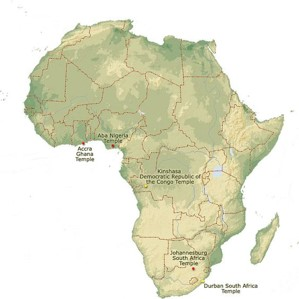 Aba Nigeria
Temple
Accra
Ghana
Temple
Kinshasa
Democratic Republic of
the Congo Temple
Johannesburg
South Africa
Temple
Durban South Africa
Temple